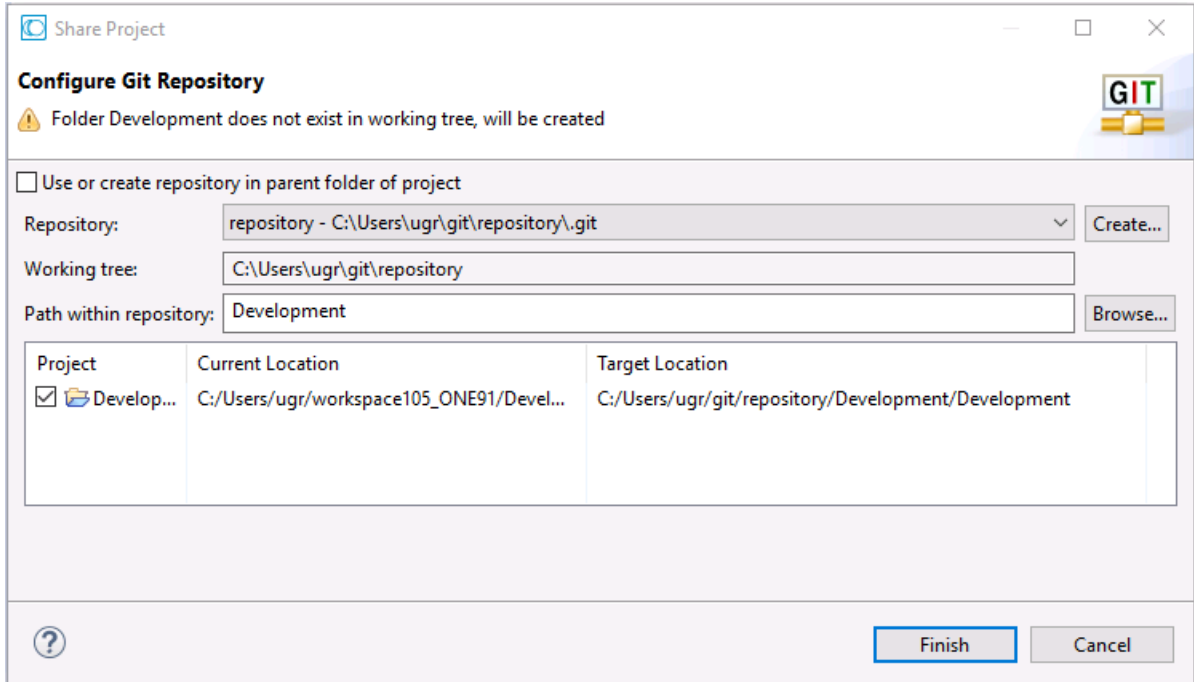 Share Project
Configure Git Repository
GIT
Folder Development does not exist in working tree, will be created
Use or create repository in parent folder of project
Repository: repository - C:\Users\ugr\git\repository\.git Create...
Working tree: C:\Users\ugr\git\repository
Path within repository: Development Browse...
Project Current Location Target Location
Develop... C:/Users/ugr/workspace105_ONE91/Devel... C:/Users/ugr/git/repository/Development/Development
? Finish Cancel